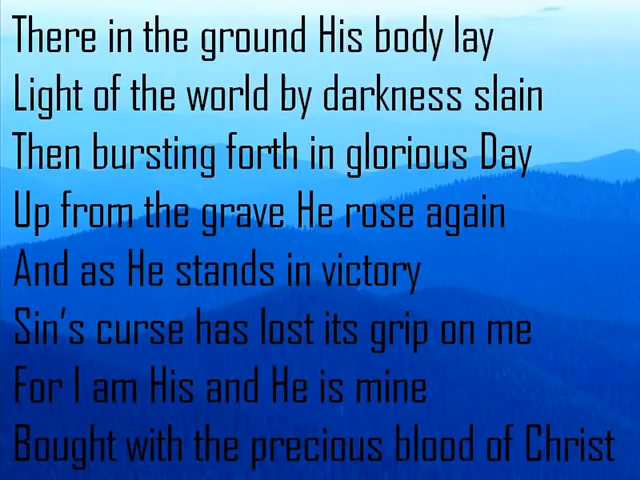 There in the ground His body lay
Light of the world by darkness slain
Then bursting forth in glorious Day
Up from the grave He rose again
And as He stands in victory
Sin's curse has lost its grip on me
For I am His and He is mine
Bought with the precious blood of Christ